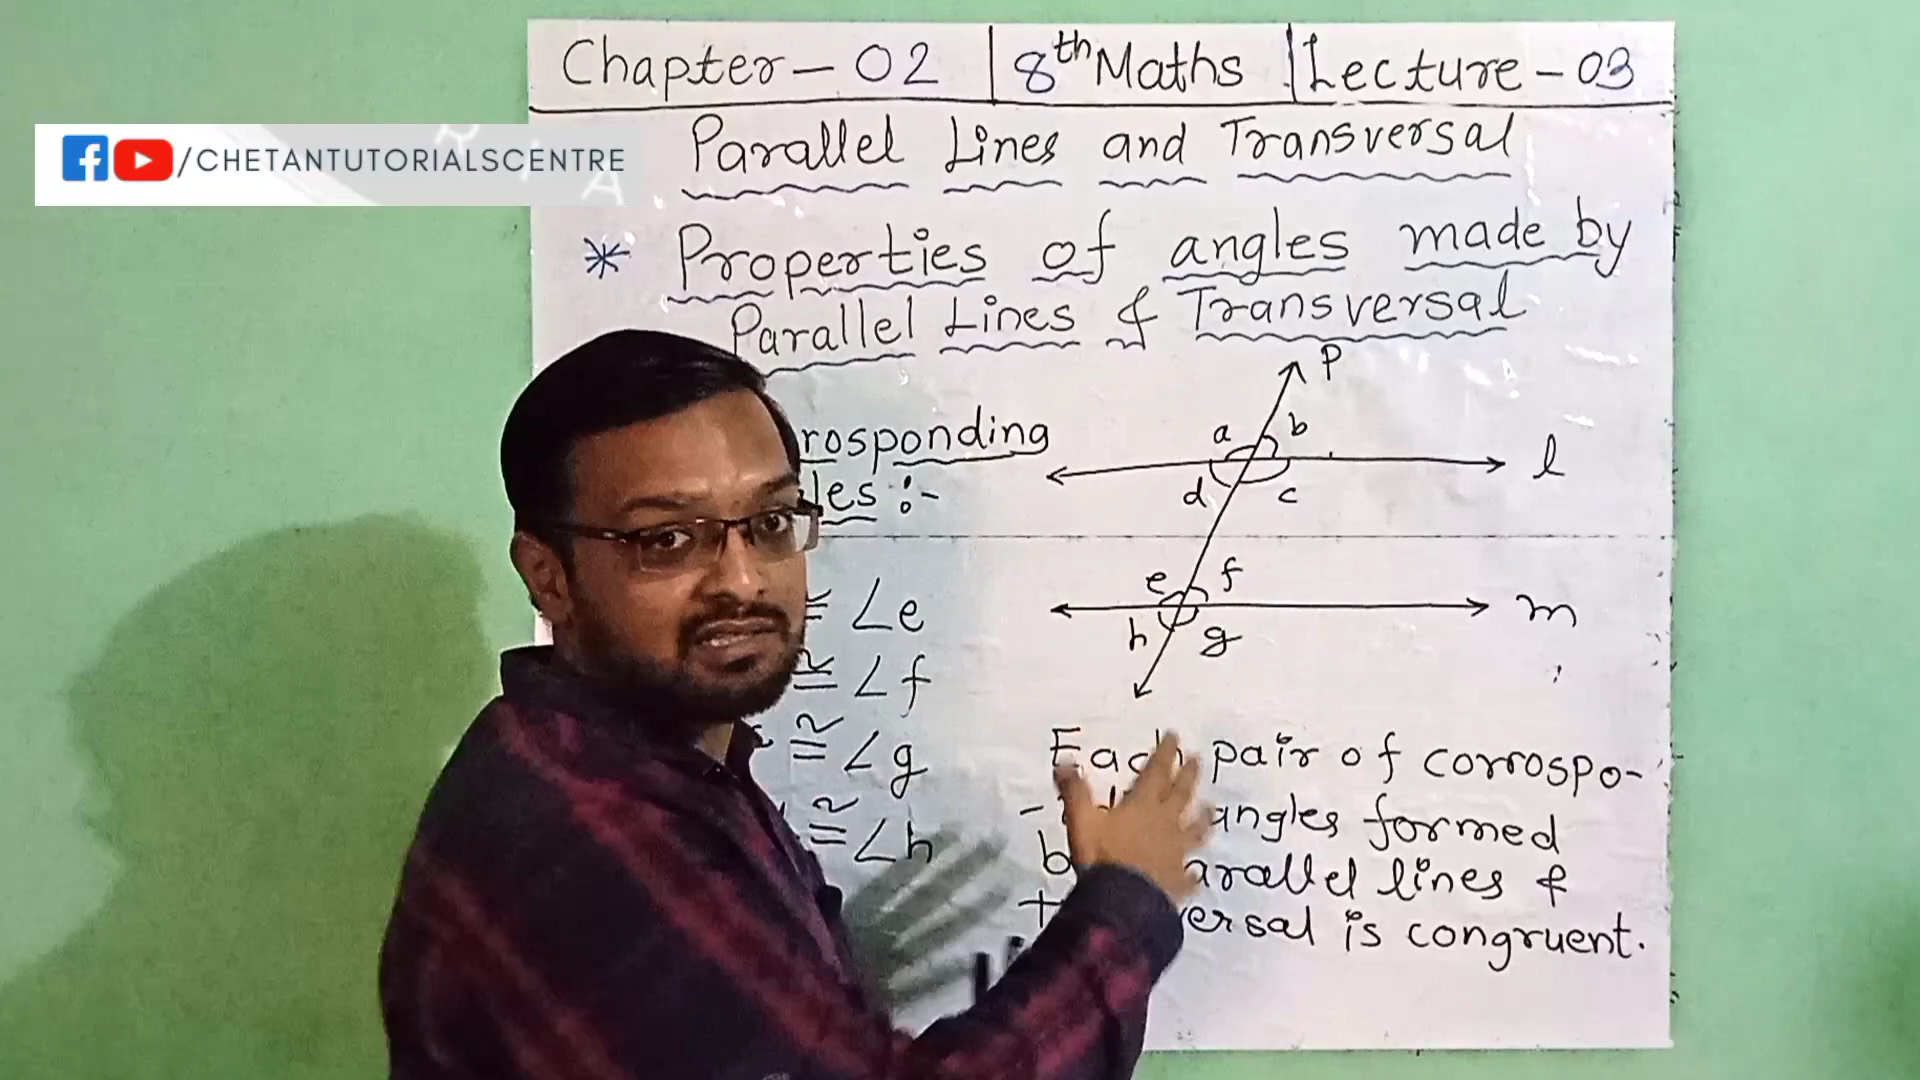 Chapter - 02 | 8th Maths | Lecture - 03
/CHETANTUTORIALSCENTRE
Parallel Lines and Transversal
* Properties of angles made by
Parallel Lines & Transversal
P
rosponding
a b
l
les :-
d c
e f
≅ ∠e
m
h g
≅ ∠f
≅ ∠g
Each pair of corrospo-
angles formed
≅ ∠h
arallel lines &
ersal is congruent.